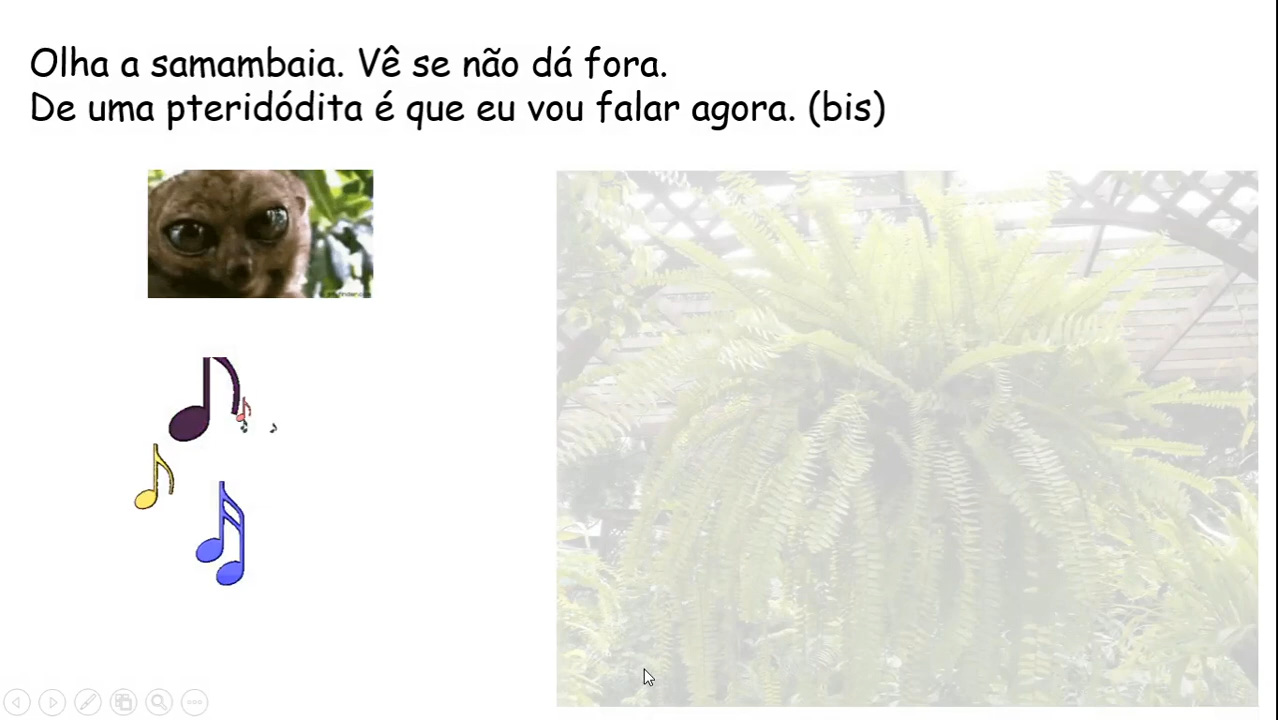 Olha a samambaia. Vê se não dá fora.
De uma pteridódita é que eu vou falar agora. (bis)